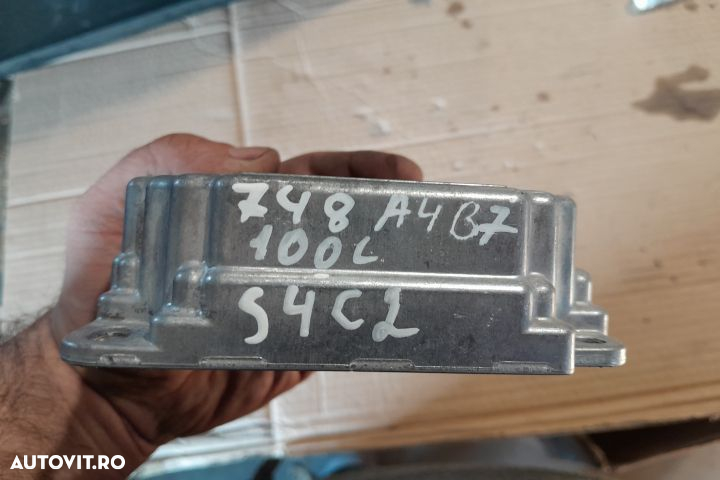 748 A4B7
100L
S4C2
AUTOVIT.RO